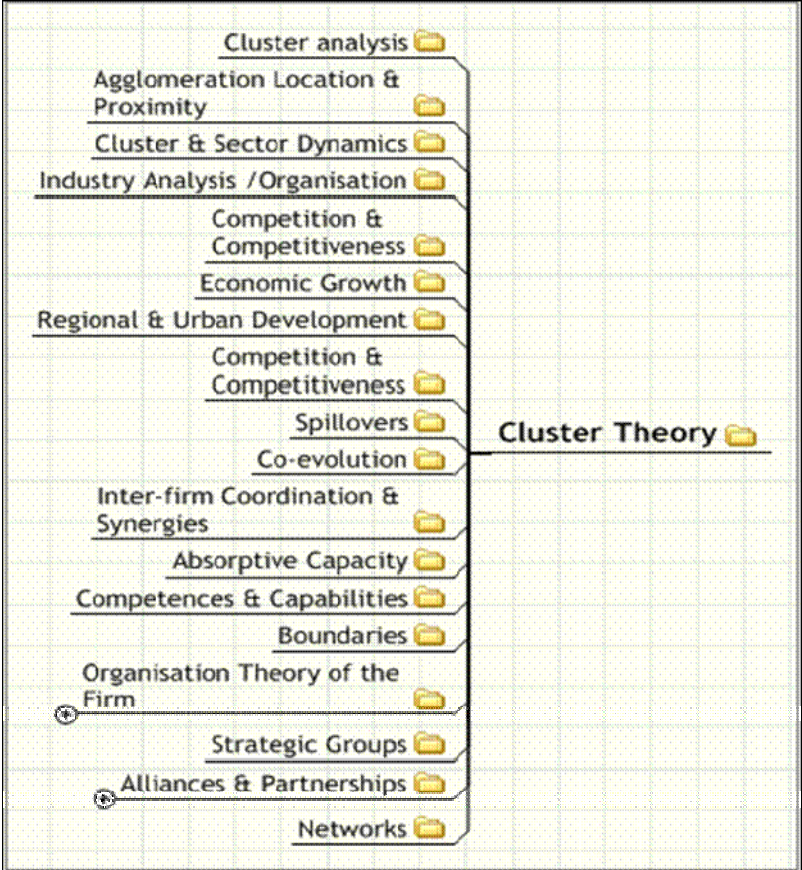 Cluster analysis
Agglomeration Location &
Proximity
Cluster & Sector Dynamics
Industry Analysis /Organisation
Competition &
Competitiveness
Economic Growth
Regional & Urban Development
Competition &
Competitiveness
Spillovers
Co-evolution
Inter-firm Coordination &
Synergies
Absorptive Capacity
Competences & Capabilities
Boundaries
Organisation Theory of the
Firm
Strategic Groups
Alliances & Partnerships
Networks
Cluster Theory